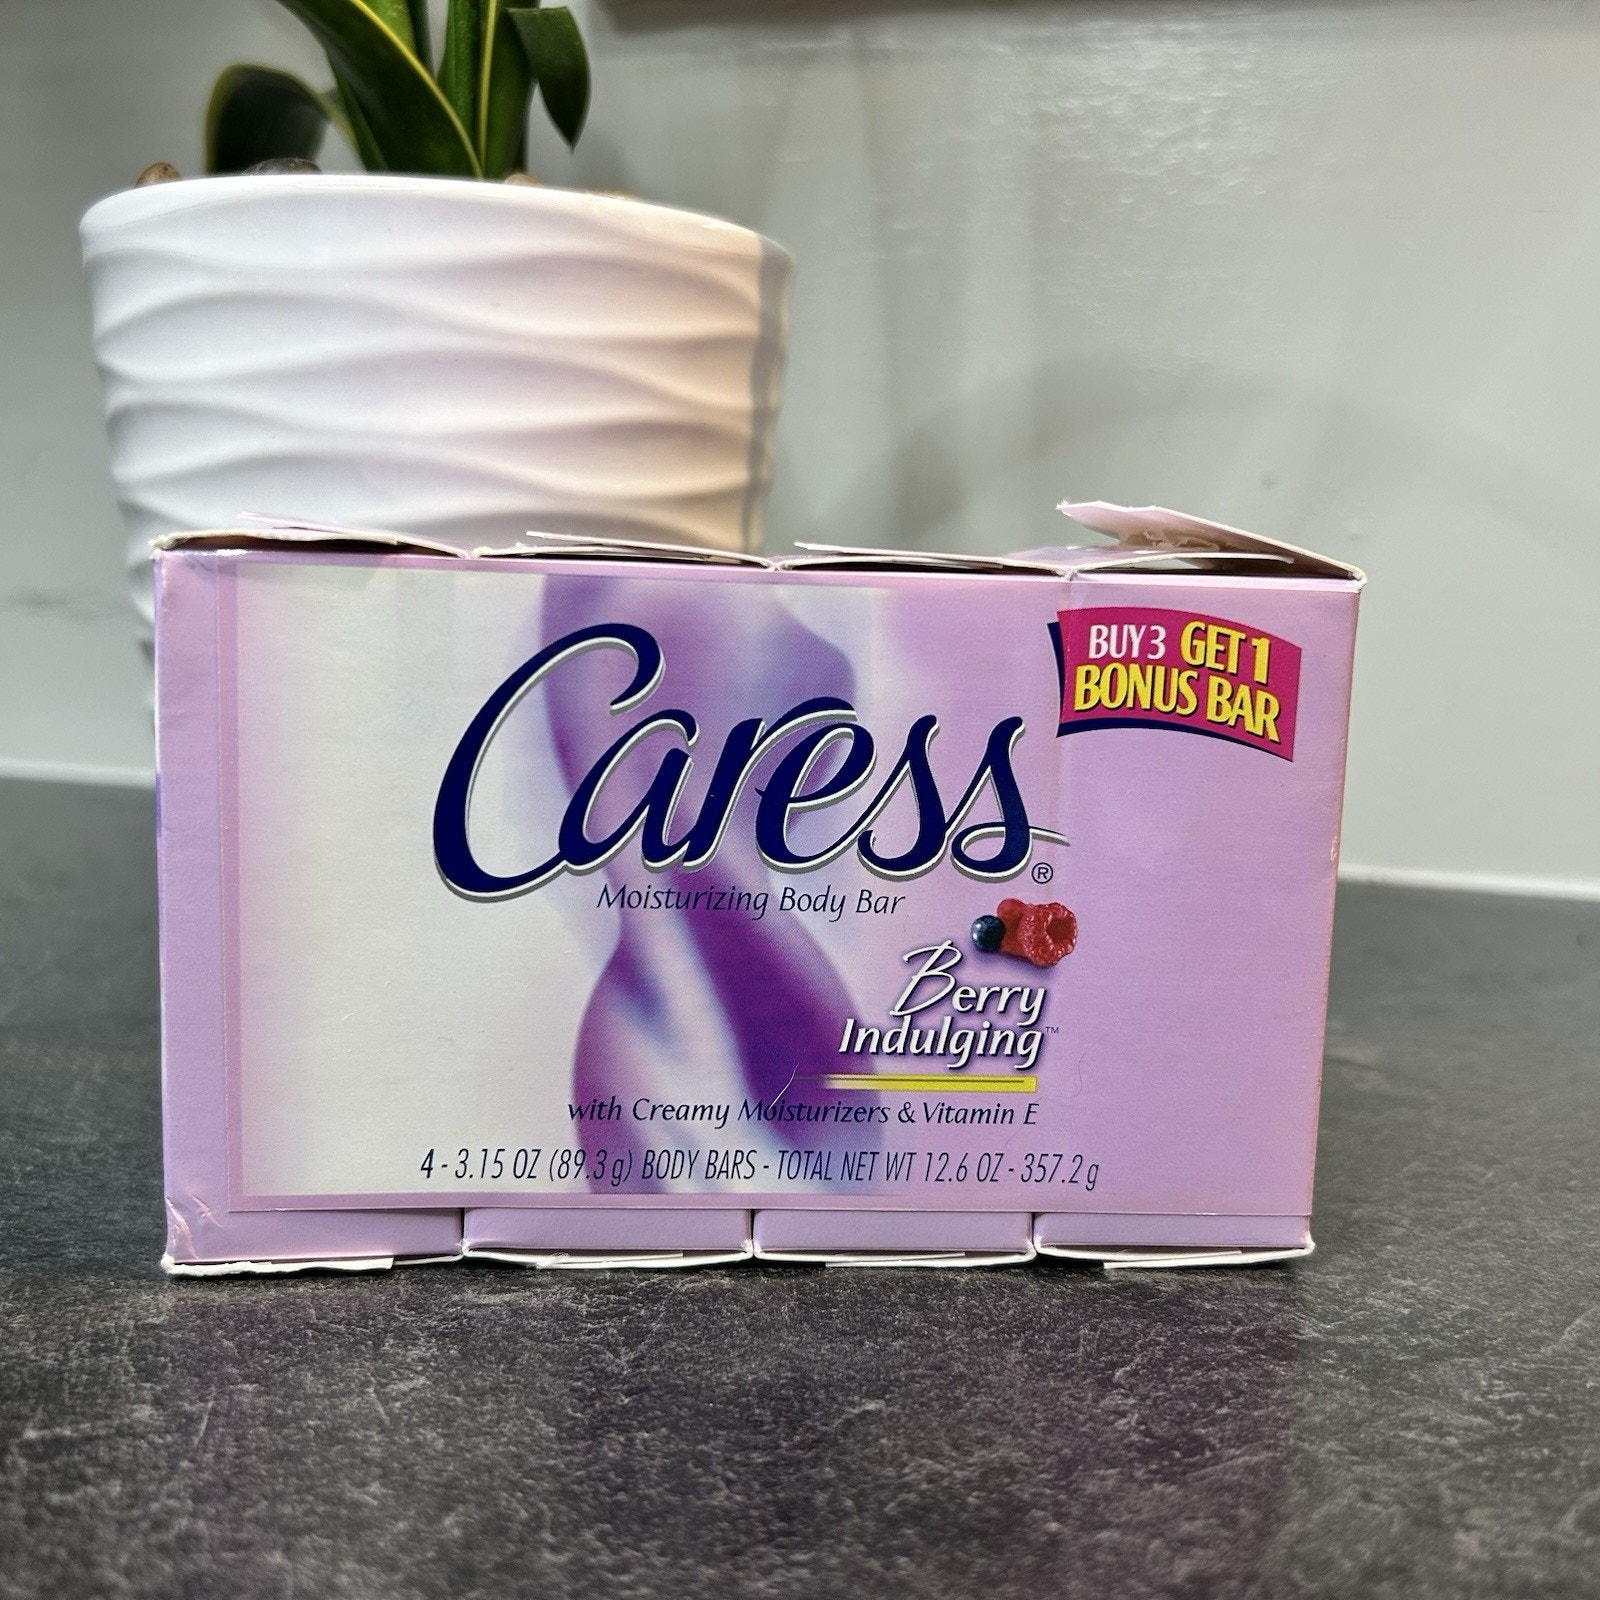 BUY 3 GET 1
BONUS BAR
Caress®
Moisturizing Body Bar
Berry
Indulging™
with Creamy Moisturizers & Vitamin E
4 - 3.15 OZ (89.3 g) BODY BARS - TOTAL NET WT 12.6 OZ - 357.2 g